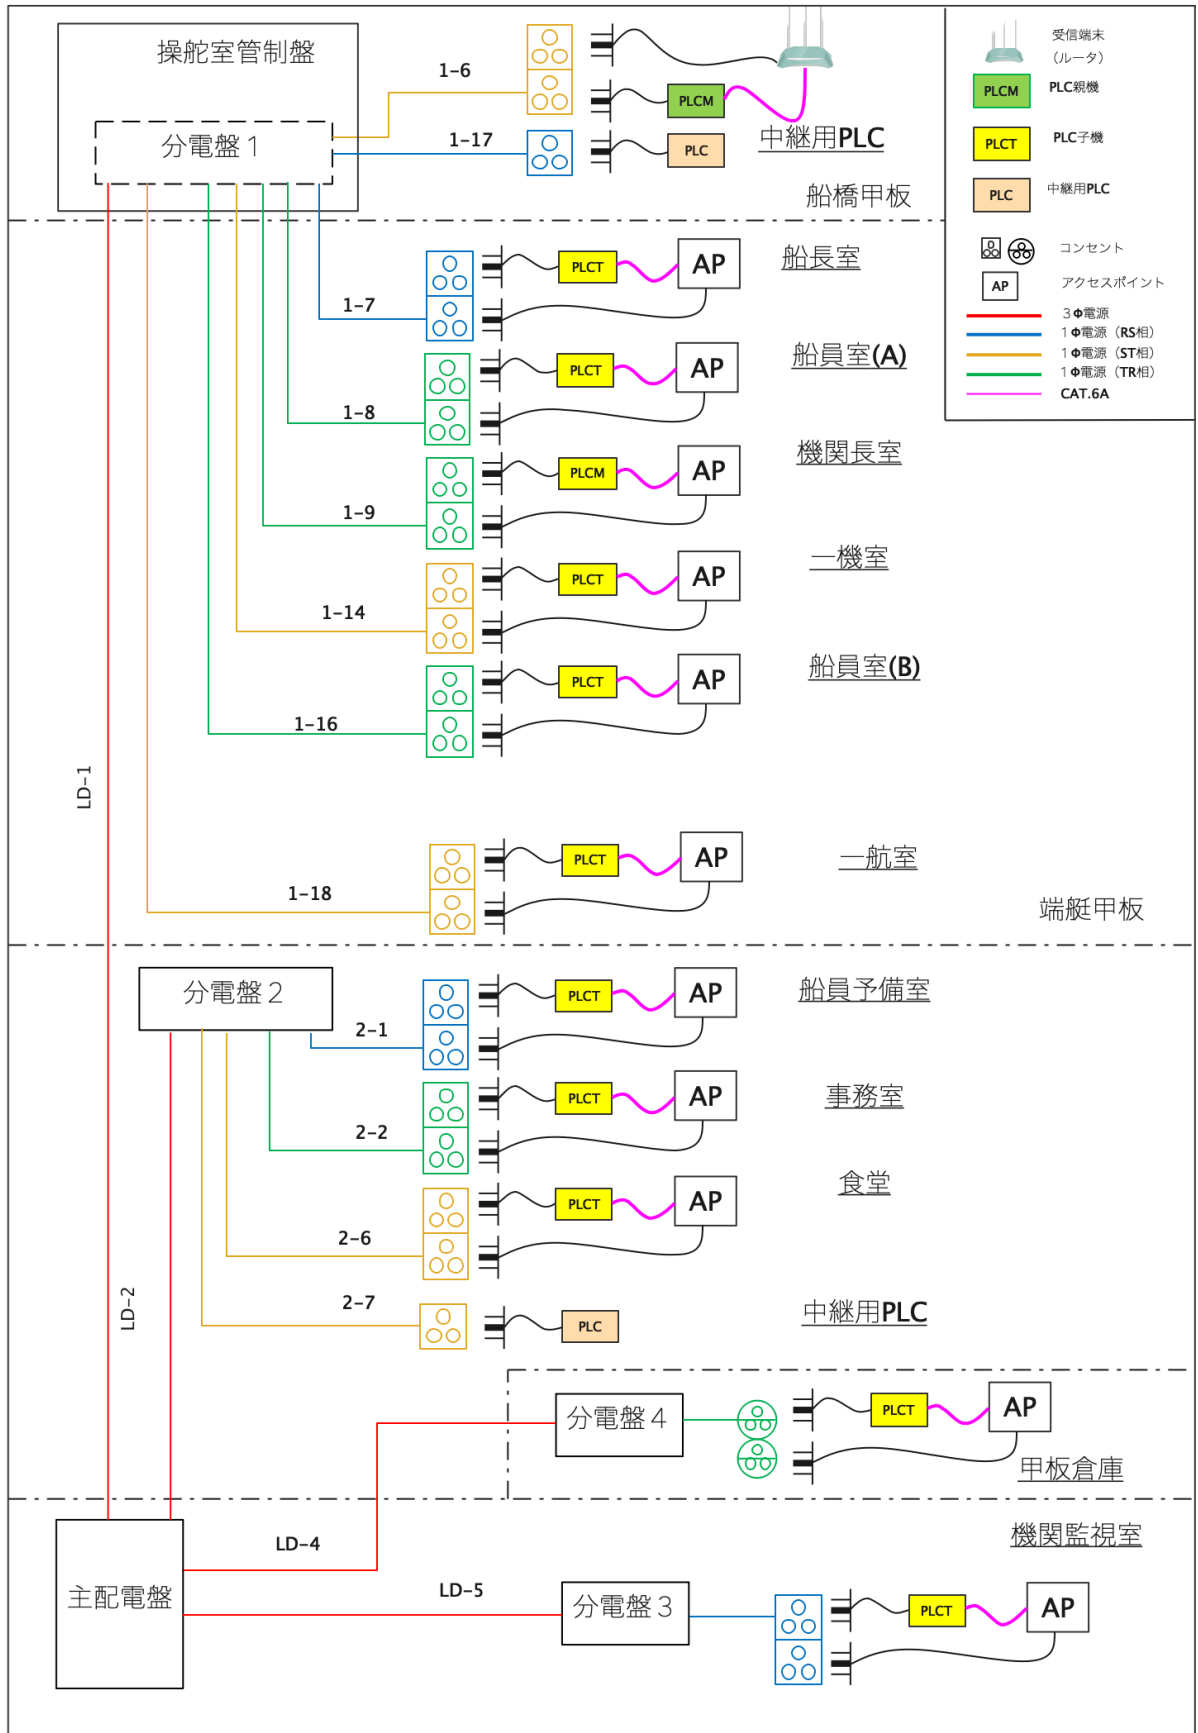 操舵室管制盤
分電盤１
1-6
1-17
PLCM
PLC
中継用PLC
船橋甲板
受信端末
（ルータ）
PLCM
PLC親機
PLCT
PLC子機
PLC
中継用PLC
コンセント
AP
アクセスポイント
３Φ電源
１Φ電源（RS相）
１Φ電源（ST相）
１Φ電源（TR相）
CAT.6A
1-7
PLCT
AP
船長室
1-8
PLCT
AP
船員室(A)
1-9
PLCM
AP
機関長室
1-14
PLCT
AP
一機室
1-16
PLCT
AP
船員室(B)
LD-1
1-18
PLCT
AP
一航室
端艇甲板
分電盤２
2-1
PLCT
AP
船員予備室
2-2
PLCT
AP
事務室
2-6
PLCT
AP
食堂
LD-2
2-7
PLC
中継用PLC
分電盤４
PLCT
AP
甲板倉庫
主配電盤
LD-4
LD-5
分電盤３
PLCT
AP
機関監視室